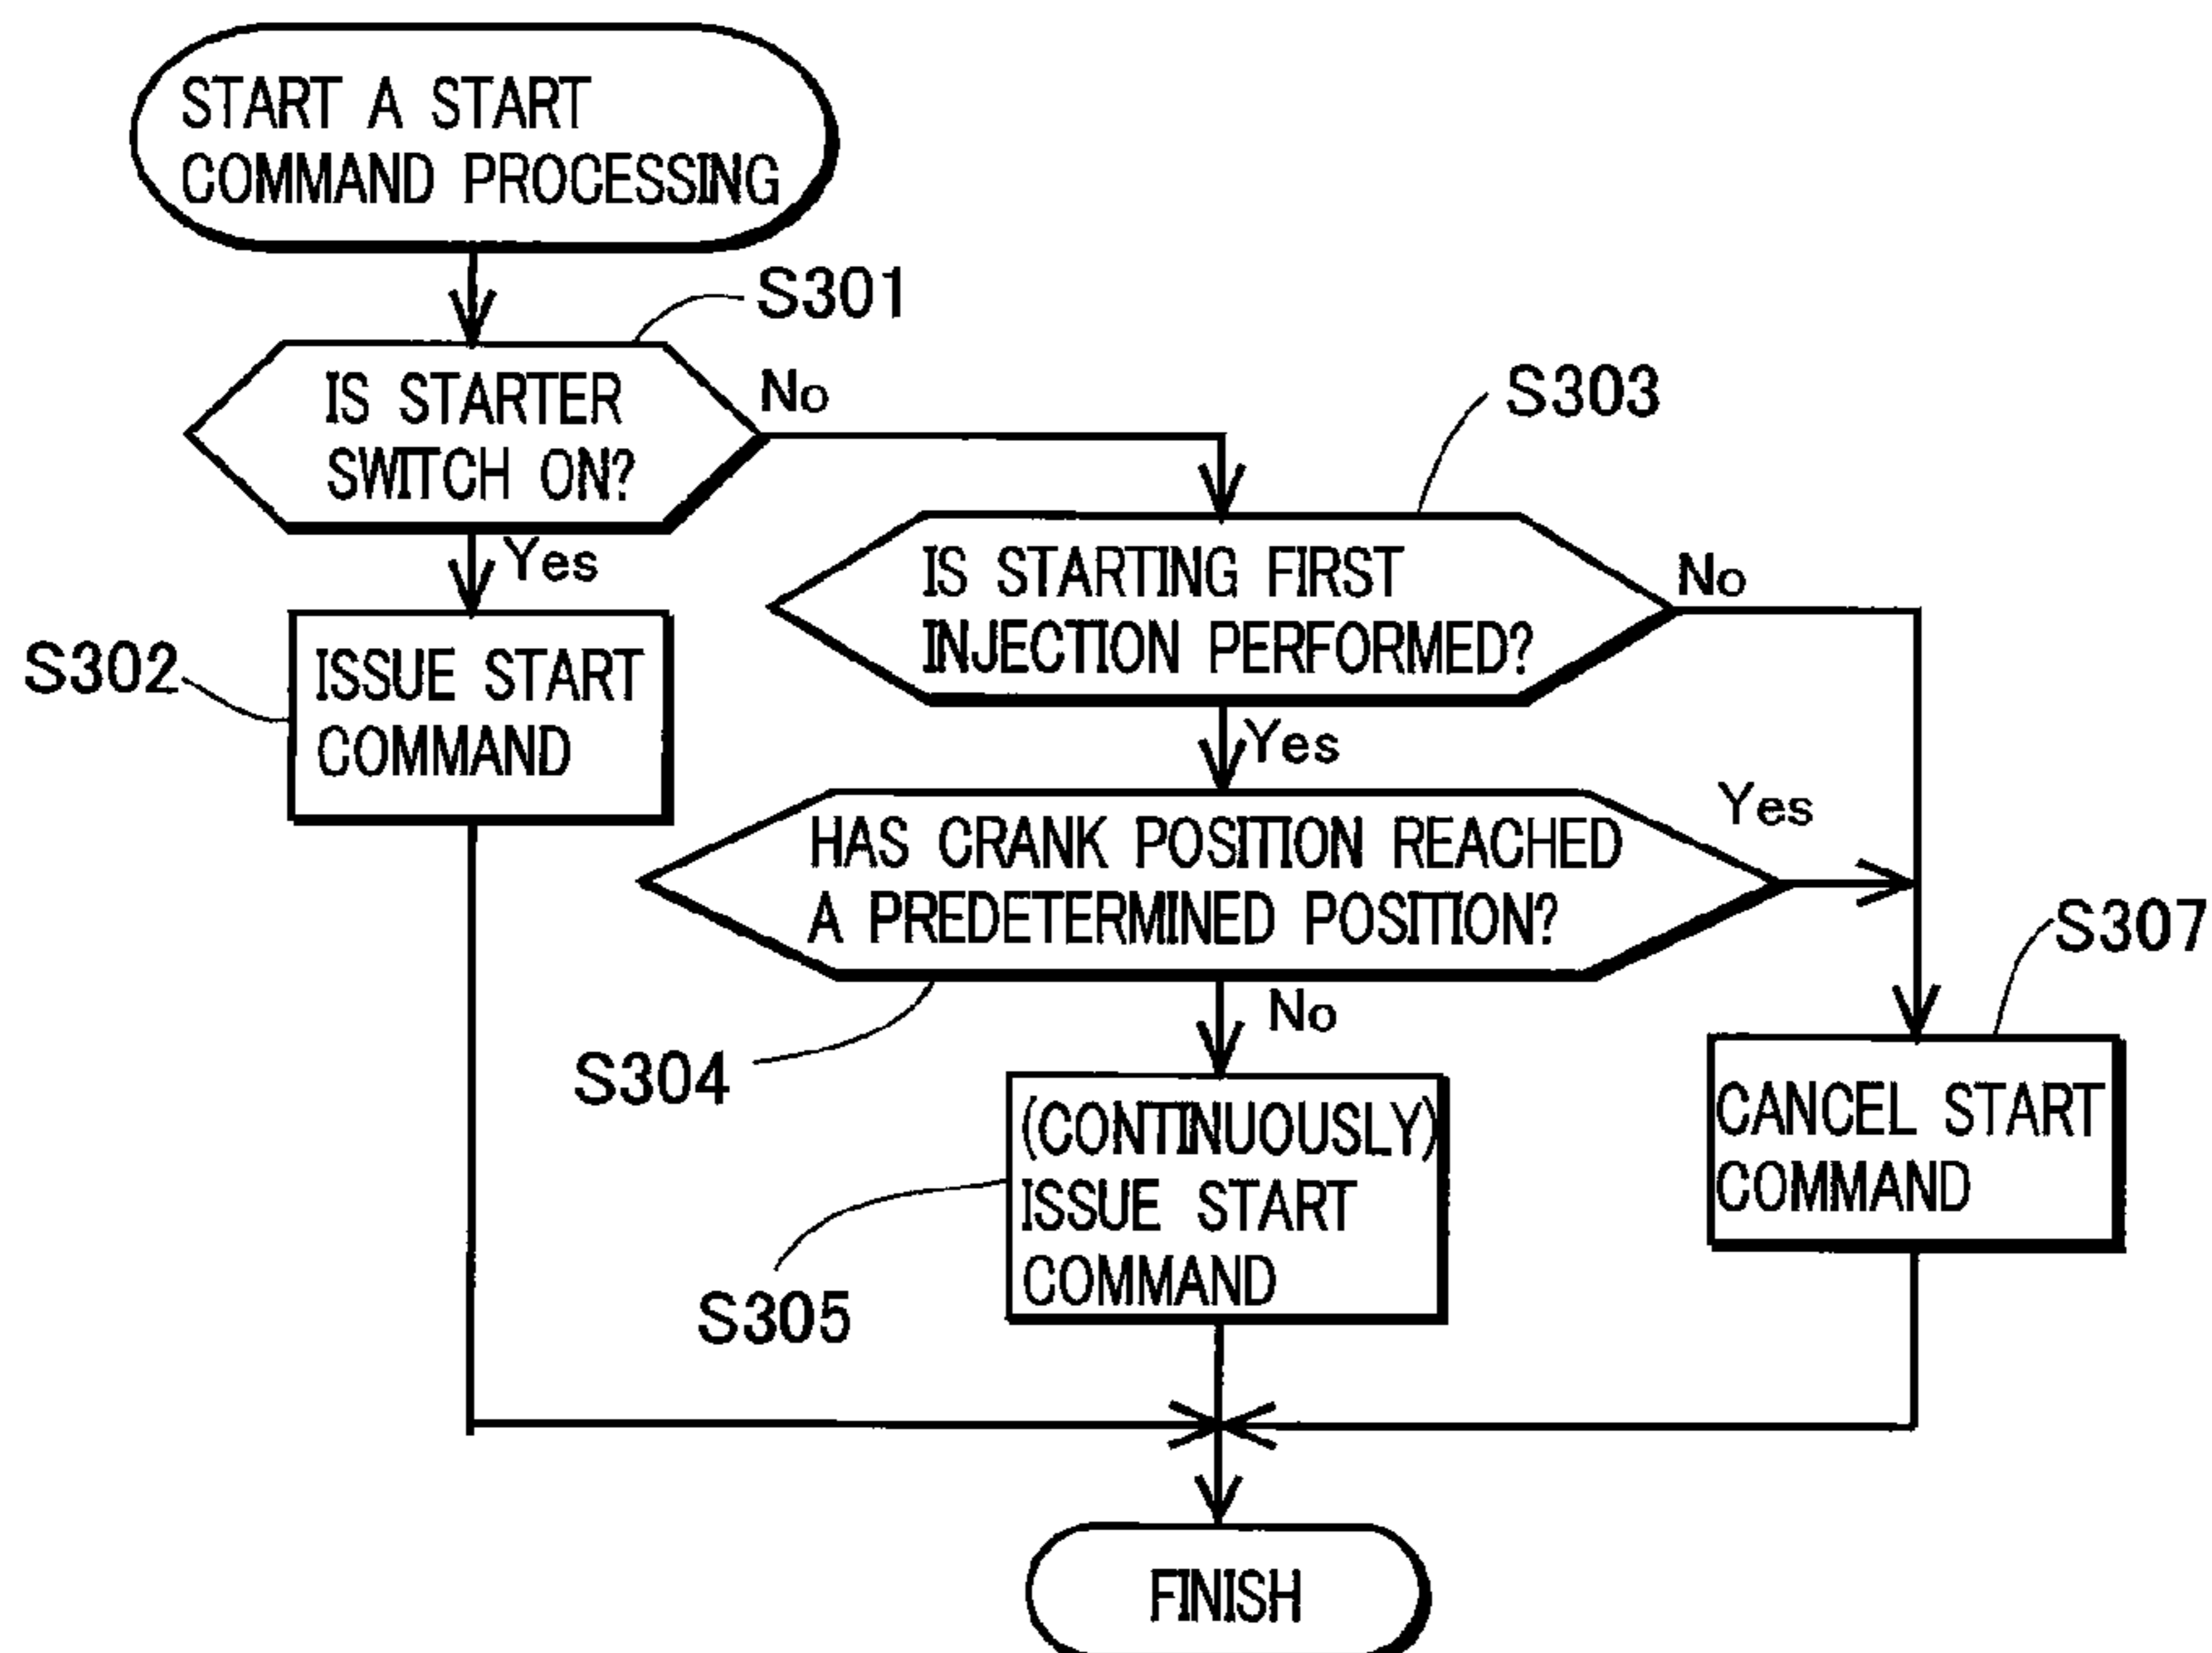 START A START
COMMAND PROCESSING
S301
IS STARTER
SWITCH ON?
No
Yes
S302
ISSUE START
COMMAND
S303
IS STARTING FIRST
INJECTION PERFORMED?
No
Yes
HAS CRANK POSITION REACHED
A PREDETERMINED POSITION?
Yes
No
S304
S307
(CONTINUOUSLY)
ISSUE START
COMMAND
S305
CANCEL START
COMMAND
FINISH